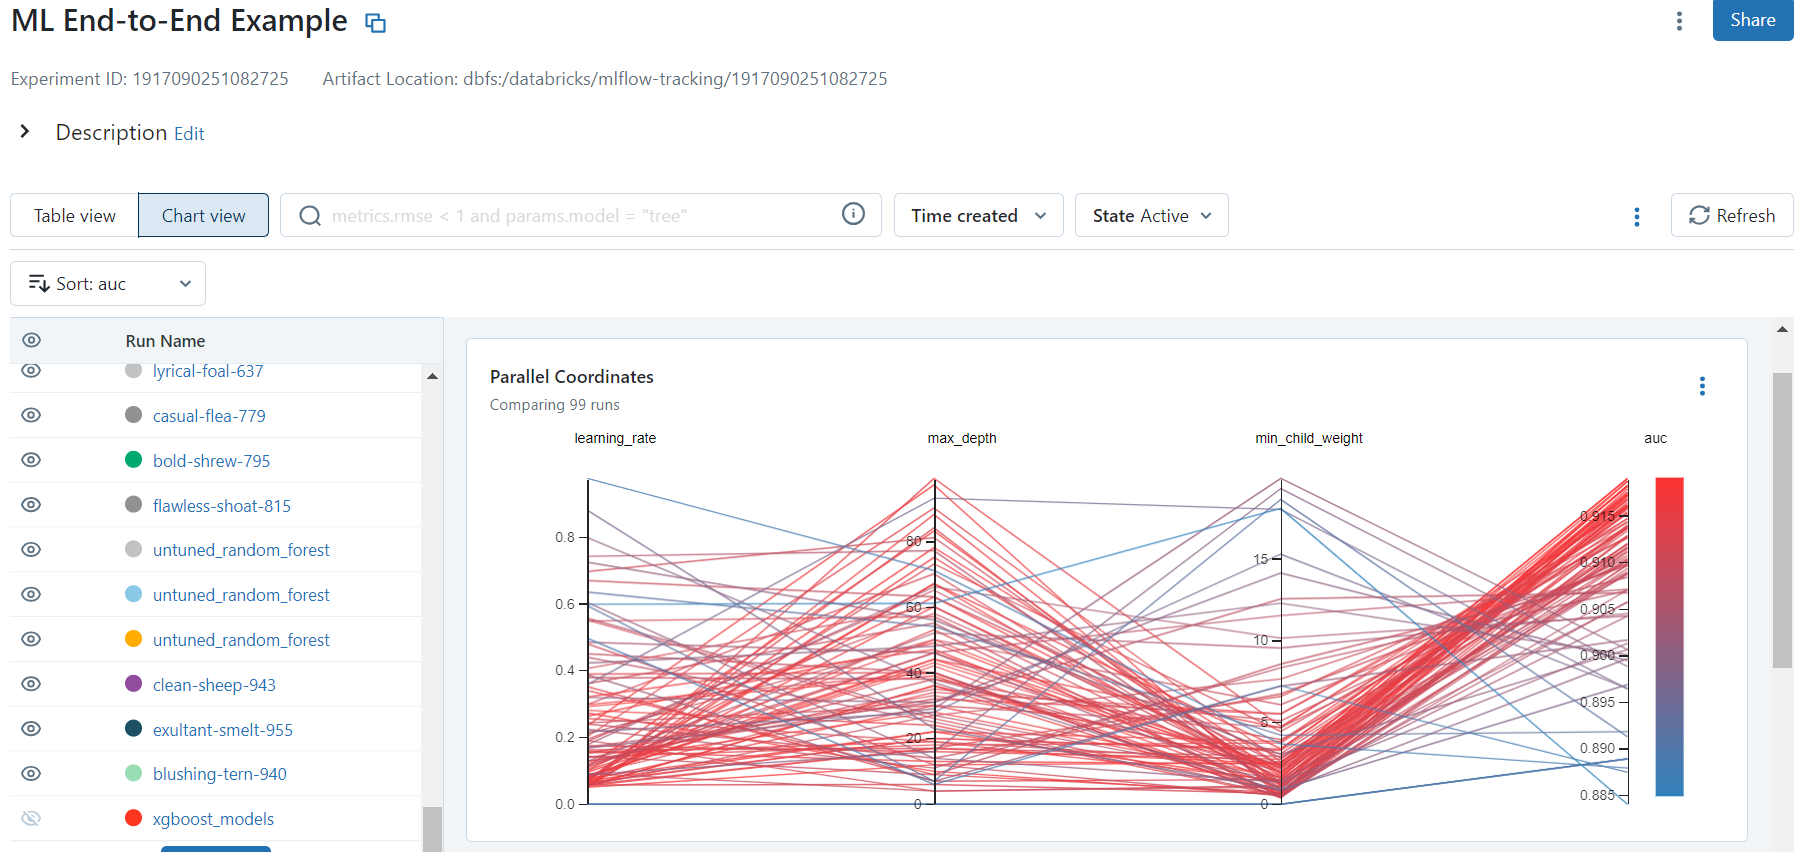 ML End-to-End Example
Share
Experiment ID: 1917090251082725 Artifact Location: dbfs:/databricks/mlflow-tracking/1917090251082725
Description Edit
Table view Chart view metrics.rmse < 1 and params.model = "tree" Time created State Active Refresh
Sort: auc
Run Name
lyrical-foal-637
casual-flea-779
bold-shrew-795
flawless-shoat-815
untuned_random_forest
untuned_random_forest
untuned_random_forest
clean-sheep-943
exultant-smelt-955
blushing-tern-940
xgboost_models
Parallel Coordinates
Comparing 99 runs
learning_rate max_depth min_child_weight auc
0.8
0.6
0.4
0.2
0.0
80
60
40
20
0
15
10
5
0
0.915
0.910
0.905
0.900
0.895
0.890
0.885